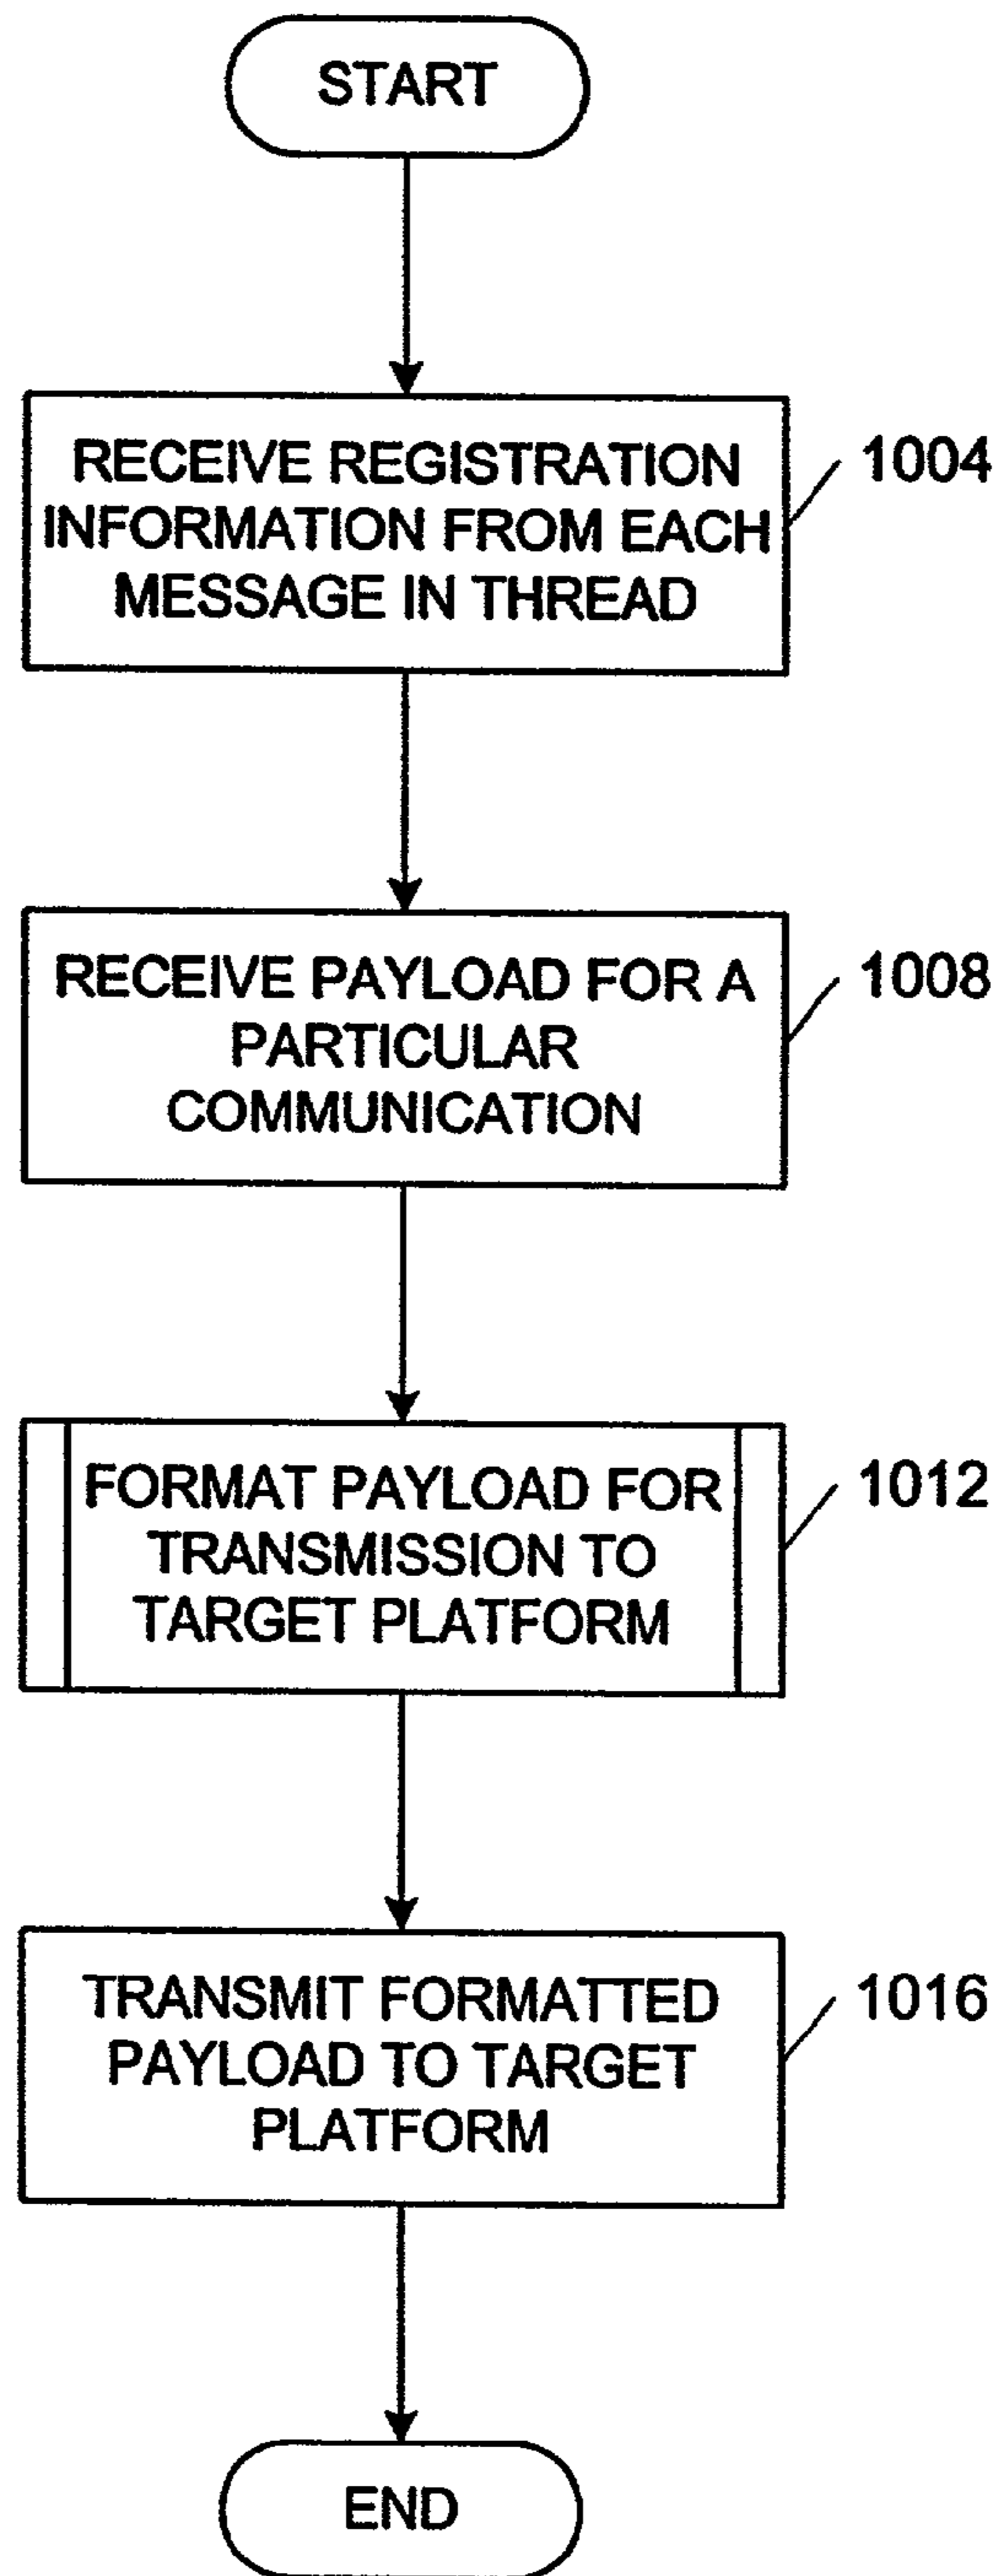 START
RECEIVE REGISTRATION
INFORMATION FROM EACH
MESSAGE IN THREAD
1004
RECEIVE PAYLOAD FOR A
PARTICULAR
COMMUNICATION
1008
FORMAT PAYLOAD FOR
TRANSMISSION TO
TARGET PLATFORM
1012
TRANSMIT FORMATTED
PAYLOAD TO TARGET
PLATFORM
1016
END